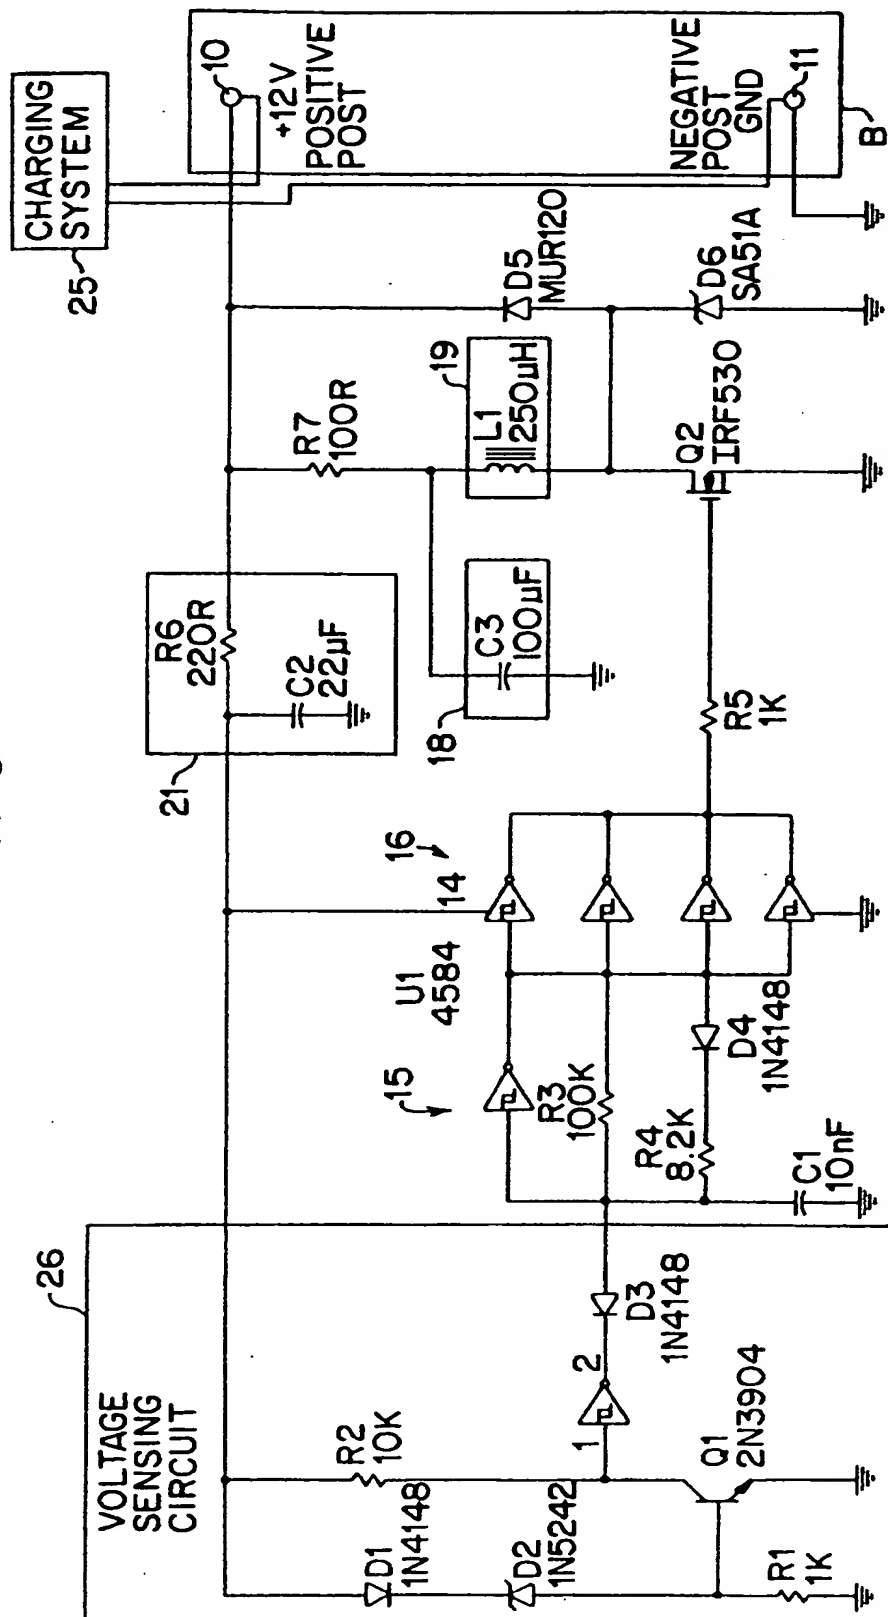 VOLTAGE
SENSING
CIRCUIT
26
D1
1N4148
D2
1N5242
R1
1K
R2
10K
1
2
Q1
2N3904
D3
1N4148
15
R3
100K
R4
8.2K
C1
10nF
D4
1N4148
U1
4584
14
16
R5
1K
21
R6
220R
C2
22µF
18
C3
100µF
R7
100R
19
L1
250µH
Q2
IRF530
D5
MUR120
D6
SA51A
CHARGING
SYSTEM
25
10
+12V
POSITIVE
POST
NEGATIVE
POST
GND
11
B